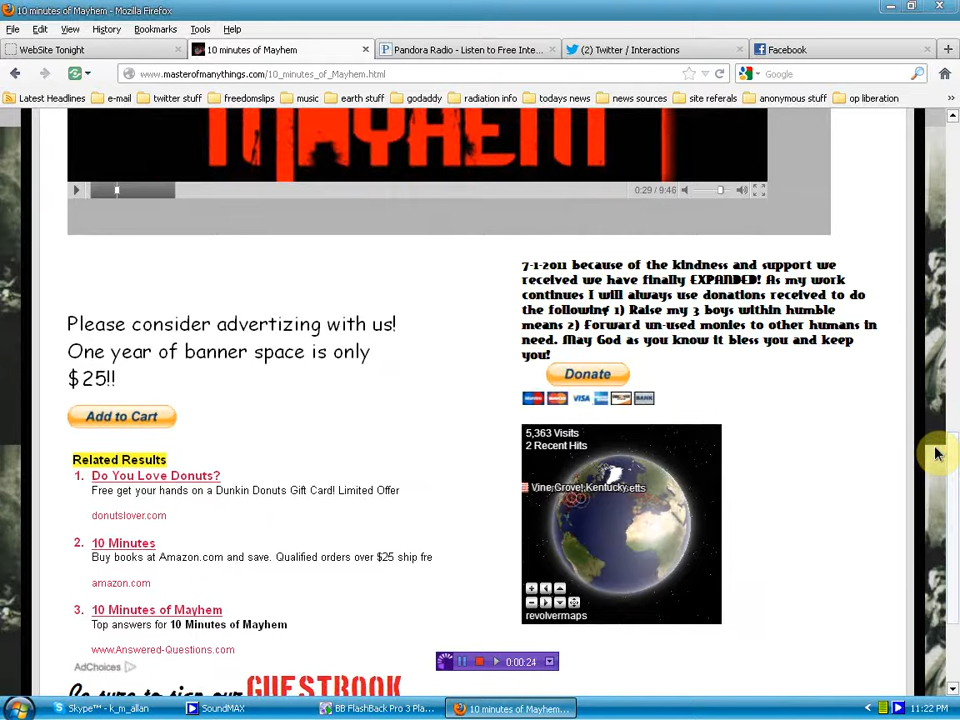 10 minutes of Mayhem - Mozilla Firefox
File Edit View History Bookmarks Tools Help
WebSite Tonight
10 minutes of Mayhem
Pandora Radio - Listen to Free Inte...
(2) Twitter / Interactions
Facebook
www.masterofmanythings.com/10_minutes_of_Mayhem.html
Google
Latest Headlines e-mail twitter stuff freedomslips music earth stuff godaddy radiation info todays news news sources site referals anonymous stuff op liberation
MAYHEM
0:29 / 9:46
7-1-2011 because of the kindness and support we
received we have finally EXPANDED! As my work
continues I will always use donations received to do
the following 1) Raise my 3 boys within humble
means 2) Forward un-used monies to other humans in
need. May God as you know it bless you and keep
you!
Donate
VISA BANK
Please consider advertizing with us!
One year of banner space is only
$25!!
Add to Cart
5,363 Visits
2 Recent Hits
Vine Grove, Kentucky
revolvermaps
Related Results
1. Do You Love Donuts?
Free get your hands on a Dunkin Donuts Gift Card! Limited Offer
donutslover.com
2. 10 Minutes
Buy books at Amazon.com and save. Qualified orders over $25 ship fre
amazon.com
3. 10 Minutes of Mayhem
Top answers for 10 Minutes of Mayhem
www.Answered-Questions.com
AdChoices
Be sure to sign our GUESTBOOK
0:00:24
Skype™ - k_m_allan
SoundMAX
BB FlashBack Pro 3 Pla...
10 minutes of Mayhem...
11:22 PM